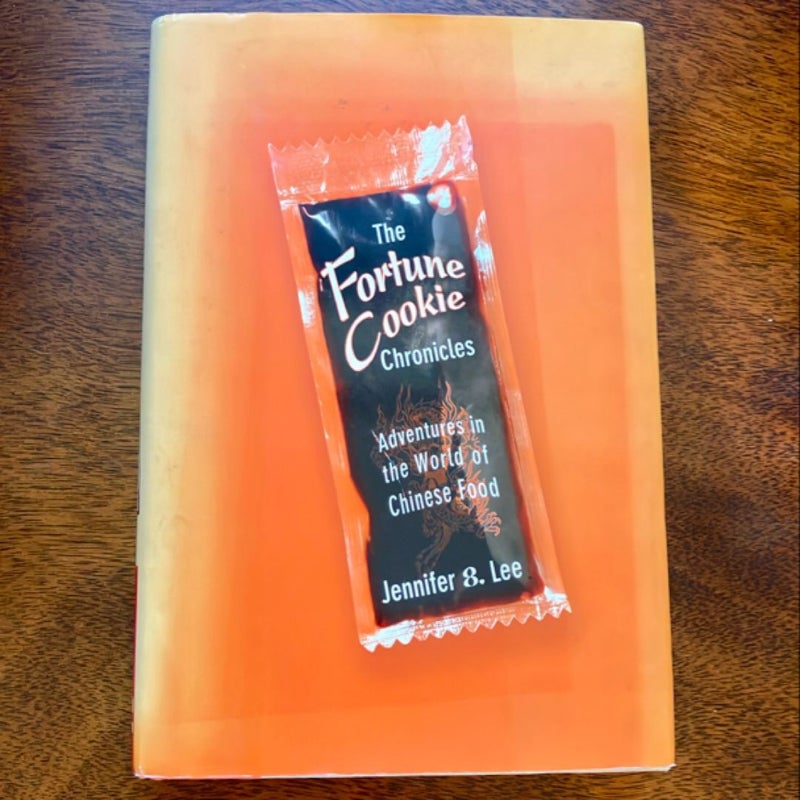 The
Fortune
Cookie
Chronicles
Adventures in
the World of
Chinese Food
Jennifer 8. Lee